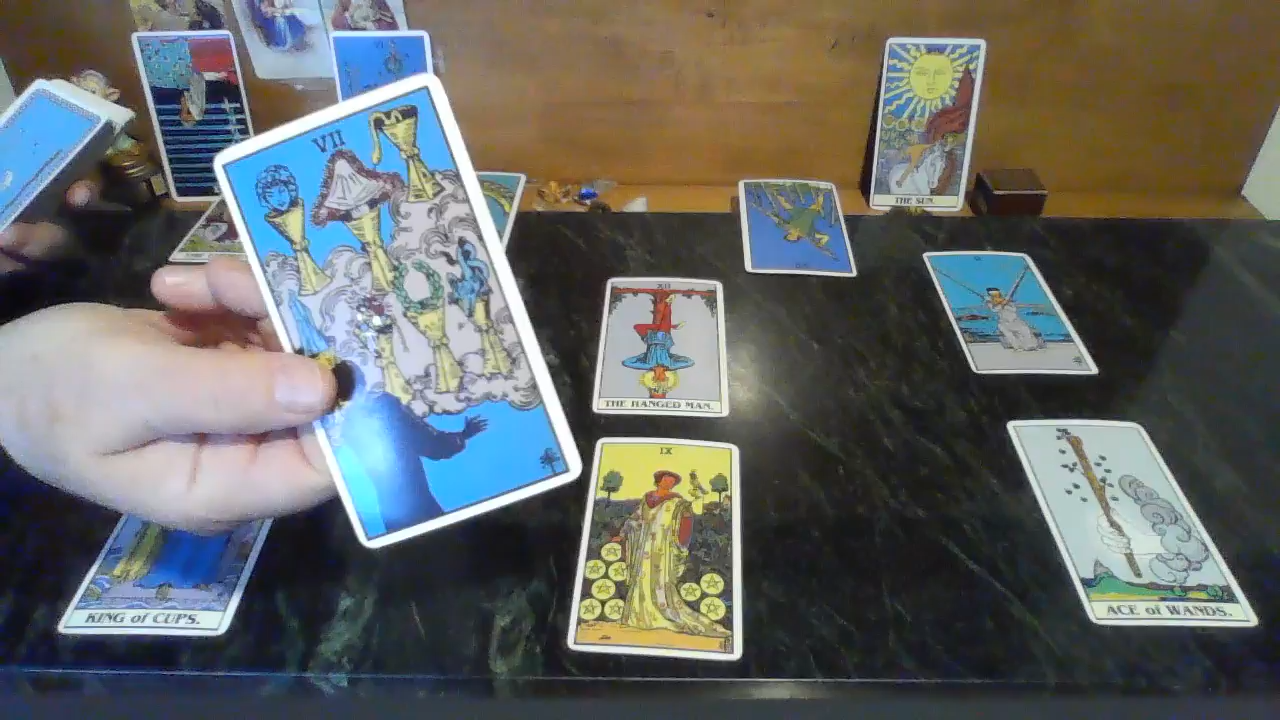 VII
THE SUN.
XII
THE HANGED MAN.
IX
KING of CUPS.
ACE of WANDS.